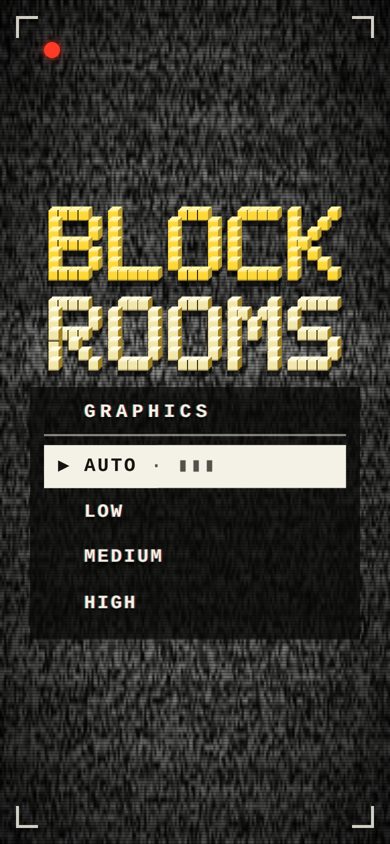 BLOCK
ROOMS
GRAPHICS
▶ AUTO · ▮▮▮
LOW
MEDIUM
HIGH